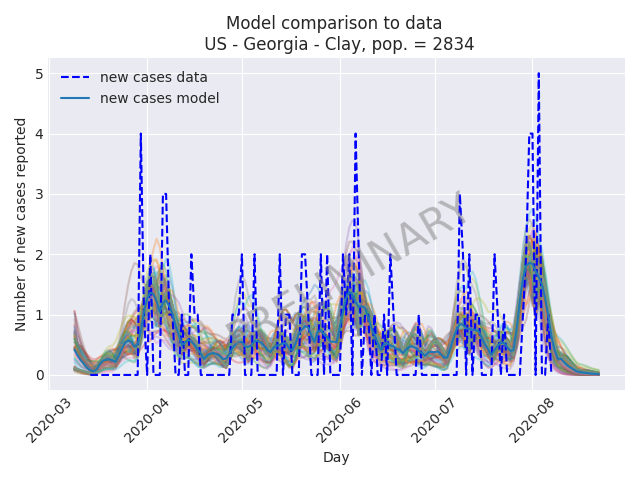 Model comparison to data
US - Georgia - Clay, pop. = 2834
new cases data
new cases model
PRELIMINARY
Number of new cases reported
5
4
3
2
1
0
2020-03
2020-04
2020-05
2020-06
2020-07
2020-08
Day